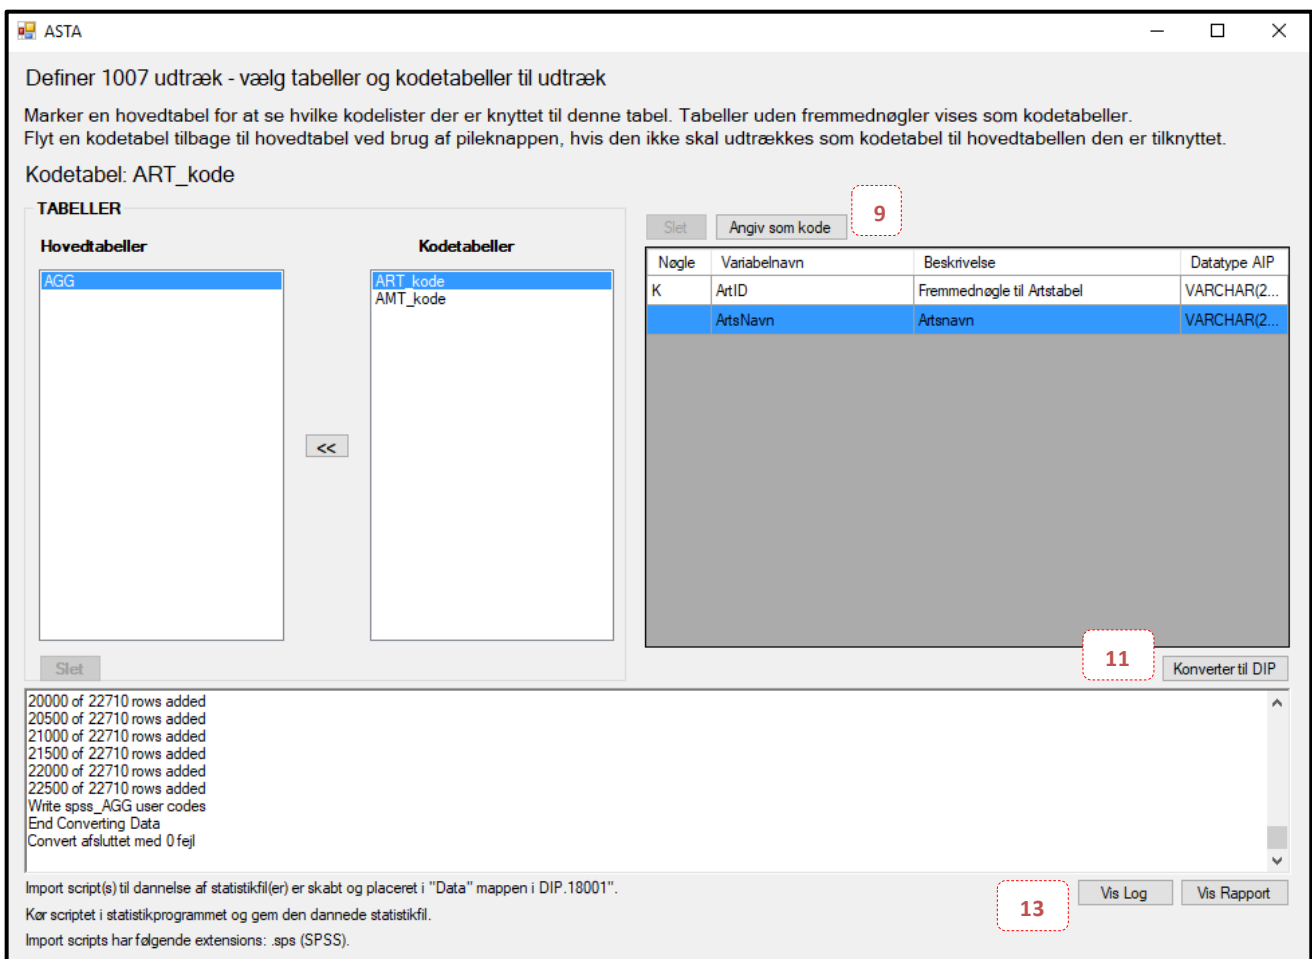 ASTA
Definer 1007 udtræk - vælg tabeller og kodetabeller til udtræk
Marker en hovedtabel for at se hvilke kodelister der er knyttet til denne tabel. Tabeller uden fremmednøgler vises som kodetabeller.
Flyt en kodetabel tilbage til hovedtabel ved brug af pileknappen, hvis den ikke skal udtrækkes som kodetabel til hovedtabellen den er tilknyttet.
Kodetabel: ART_kode
TABELLER
Hovedtabeller
Kodetabeller
AGG
ART_kode
AMT_kode
<<
Slet
Slet
Angiv som kode
9
Nøgle Variabelnavn Beskrivelse Datatype AIP
K ArtID Fremmednøgle til Artstabel VARCHAR(2...
ArtsNavn Artsnavn VARCHAR(2...
11
Konverter til DIP
20000 of 22710 rows added
20500 of 22710 rows added
21000 of 22710 rows added
21500 of 22710 rows added
22000 of 22710 rows added
22500 of 22710 rows added
Write spss_AGG user codes
End Converting Data
Convert afsluttet med 0 fejl
Import script(s) til dannelse af statistikfil(er) er skabt og placeret i "Data" mappen i DIP.18001".
Kør scriptet i statistikprogrammet og gem den dannede statistikfil.
Import scripts har følgende extensions: .sps (SPSS).
13
Vis Log
Vis Rapport